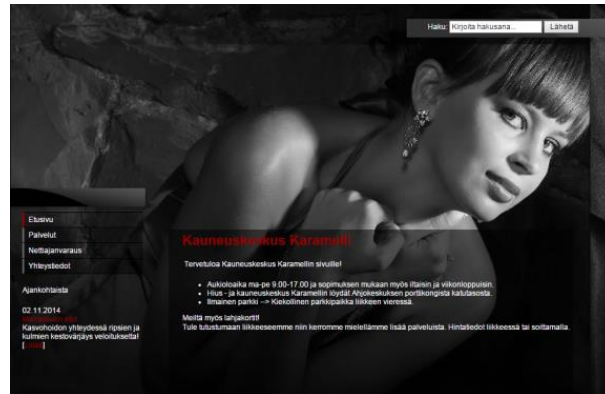 Haku: Kirjoita hakusana... Lähetä
Etusivu
Palvelut
Nettiajanvaraus
Yhteystiedot
Ajankohtaista
02.11.2014
Kasvohoidon yhteydessä ripsien ja
kulmien kestovärjäys veloituksetta!
Kauneuskeskus Karamelli
Tervetuloa Kauneuskeskus Karamellin sivuille!
Aukioloaika ma-pe 9.00-17.00 ja sopimuksen mukaan myös iltaisin ja viikonloppuisin.
Hius - ja kauneuskeskus Karamellin löydät Ahjokeskuksen porttikongista katutasosta.
Ilmainen parkki --> Kiekollinen parkkipaikka liikkeen vieressä.
Meiltä myös lahjakortit!
Tule tutustumaan liikkeeseemme niin kerromme mielellämme lisää palveluista. Hintatiedot liikkeessä tai soittamalla.